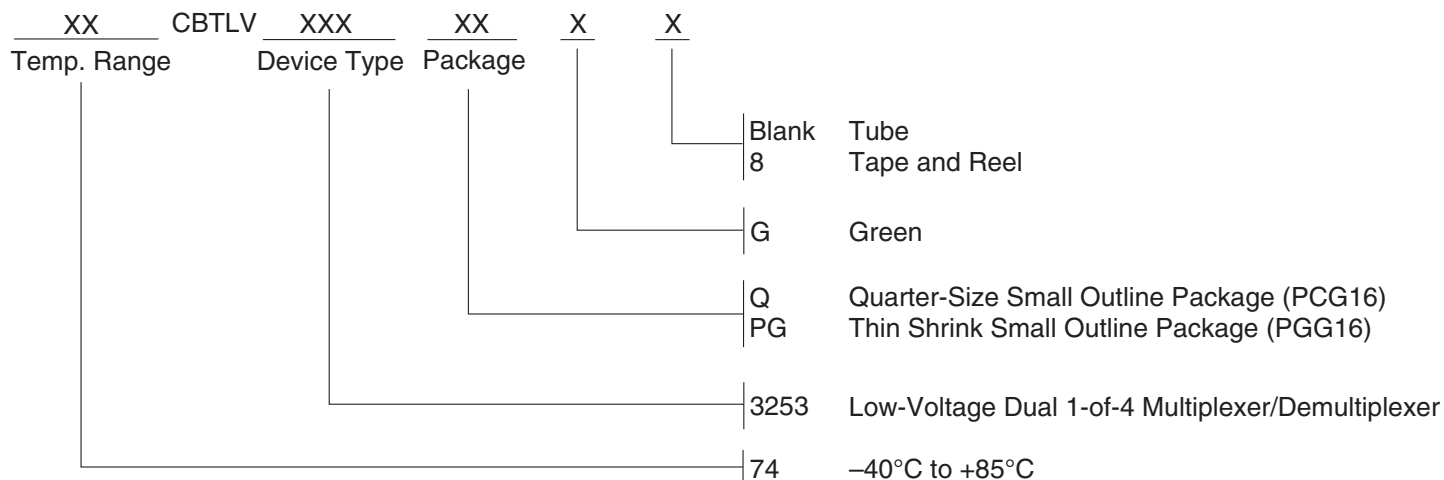 XX CBTLV XXX XX X X
Temp. Range Device Type Package
Blank Tube
8 Tape and Reel
G Green
Q Quarter-Size Small Outline Package (PCG16)
PG Thin Shrink Small Outline Package (PGG16)
3253 Low-Voltage Dual 1-of-4 Multiplexer/Demultiplexer
74 –40°C to +85°C